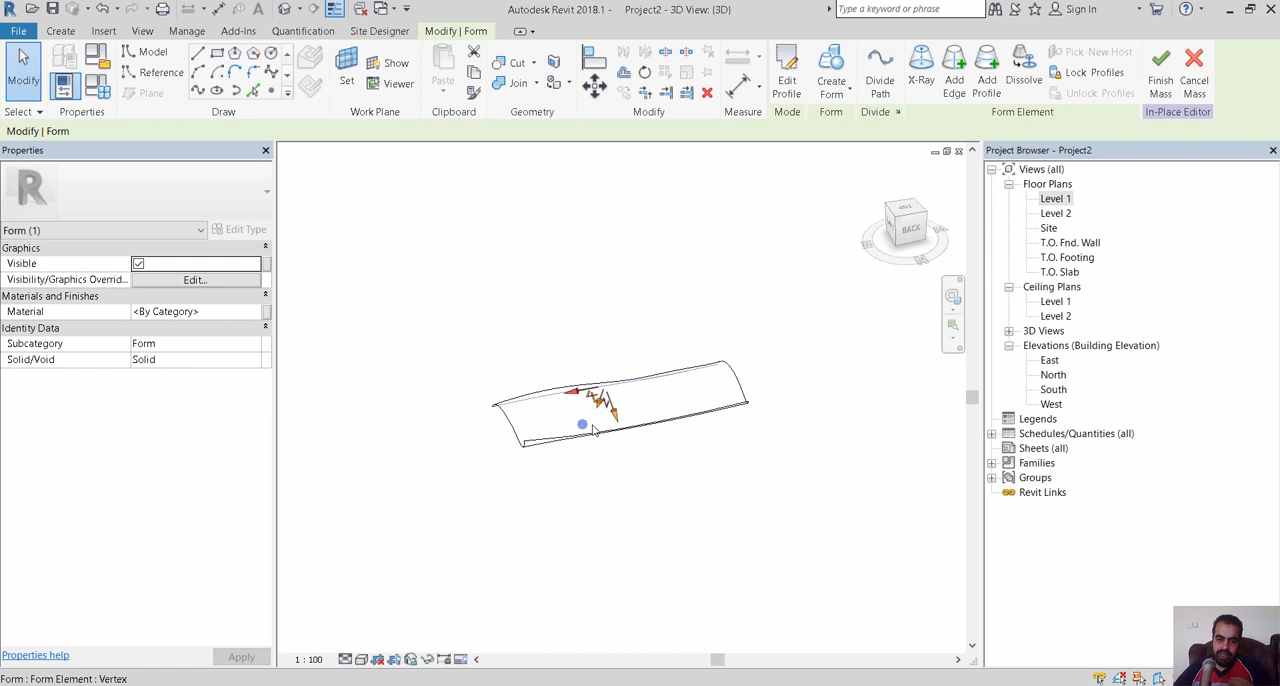 Autodesk Revit 2018.1 - Project2 - 3D View: {3D}
Type a keyword or phrase
Sign In
File
Create
Insert
View
Manage
Add-Ins
Quantification
Site Designer
Modify | Form
Modify
Model
Reference
Plane
Set
Show
Viewer
Paste
Cut
Join
Edit Profile
Create Form
Divide Path
X-Ray
Add Edge
Add Profile
Dissolve
Pick New Host
Lock Profiles
Unlock Profiles
Finish Mass
Cancel Mass
Select
Properties
Draw
Work Plane
Clipboard
Geometry
Modify
Measure
Mode
Form
Divide
Form Element
In-Place Editor
Modify | Form
Properties
R
Form (1)
Edit Type
Graphics
Visible
Visibility/Graphics Overrid...
Edit...
Materials and Finishes
Material
<By Category>
Identity Data
Subcategory
Form
Solid/Void
Solid
Properties help
Apply
BACK
Project Browser - Project2
Views (all)
Floor Plans
Level 1
Level 2
Site
T.O. Fnd. Wall
T.O. Footing
T.O. Slab
Ceiling Plans
Level 1
Level 2
3D Views
Elevations (Building Elevation)
East
North
South
West
Legends
Schedules/Quantities (all)
Sheets (all)
Families
Groups
Revit Links
1 : 100
Form : Form Element : Vertex